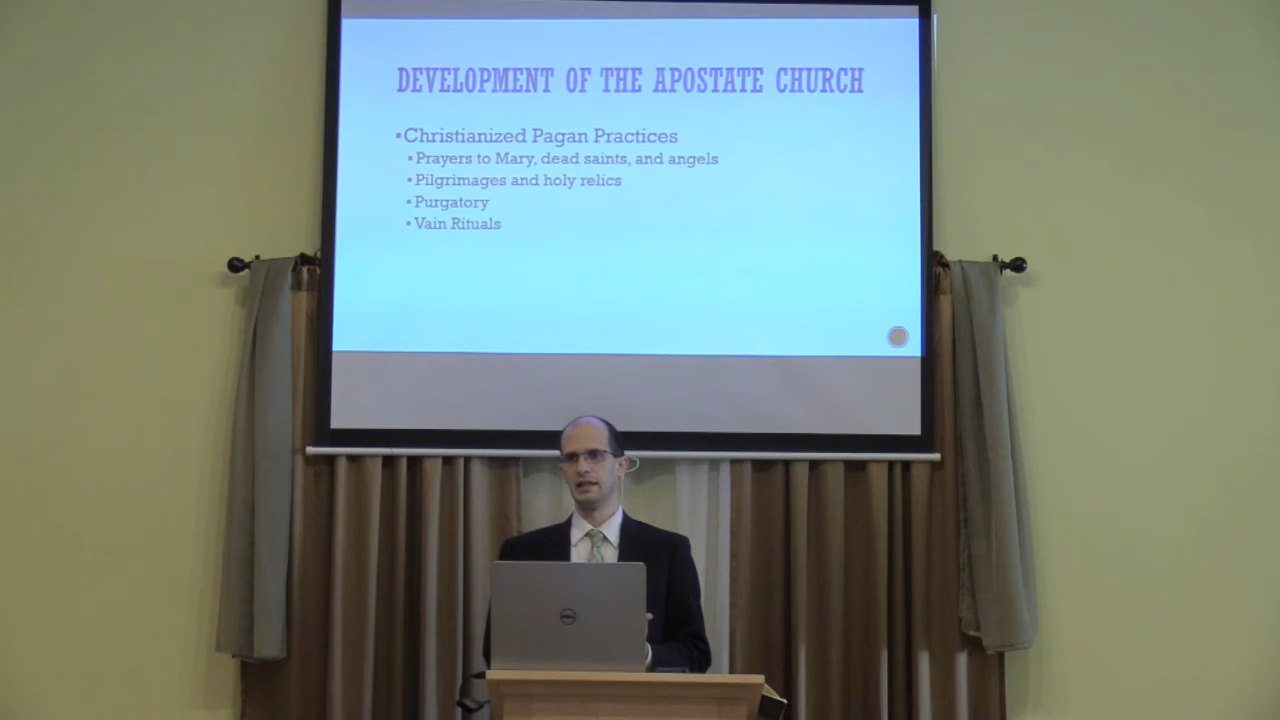 DEVELOPMENT OF THE APOSTATE CHURCH
▪Christianized Pagan Practices
▪Prayers to Mary, dead saints, and angels
▪Pilgrimages and holy relics
▪Purgatory
▪Vain Rituals
DELL